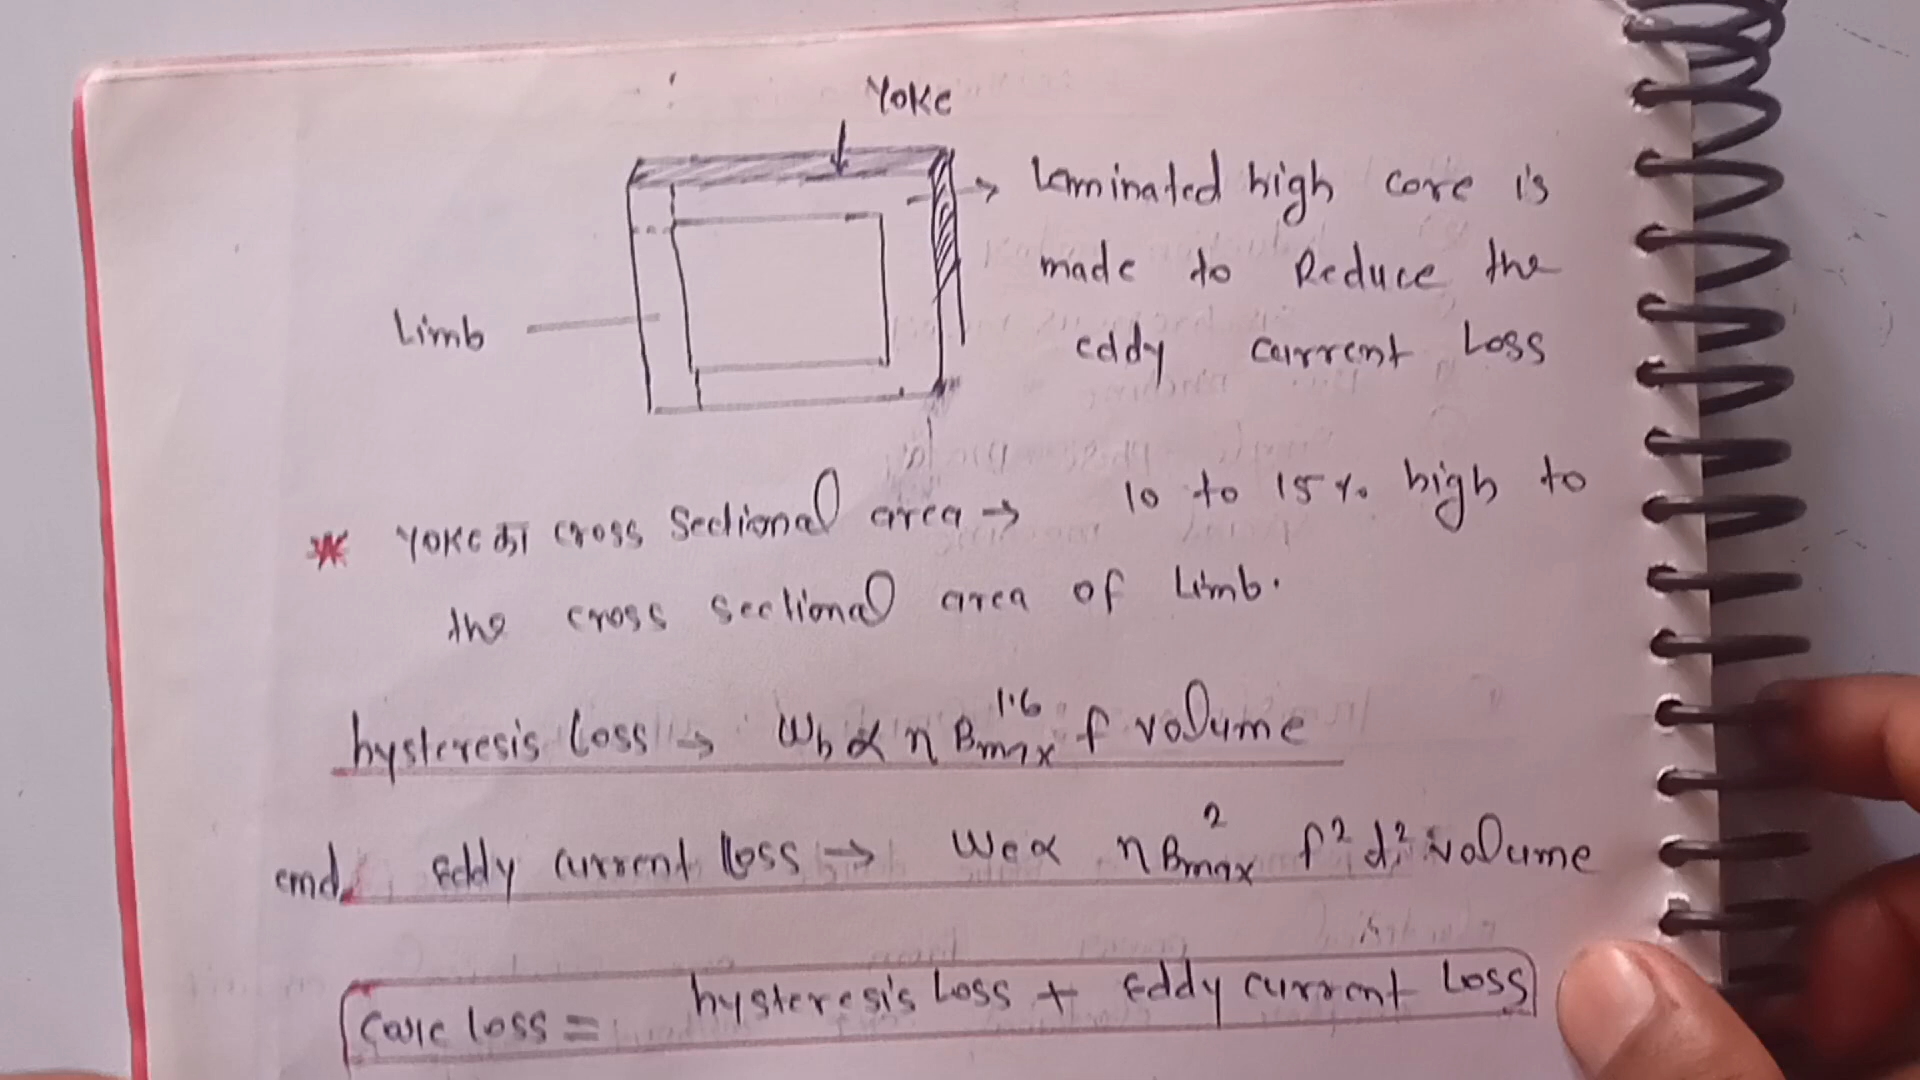 Yoke
Laminated high core is
made to Reduce the
eddy current Loss
Limb
* Yoke का cross sectional area → 10 to 15% high to
the cross sectional area of Limb.
hysteresis Loss → Wh ∝ η Bmax^1.6 f volume
and, Eddy current loss → We ∝ η Bmax^2 f² d² volume
Core loss = hysteresis Loss + Eddy current Loss